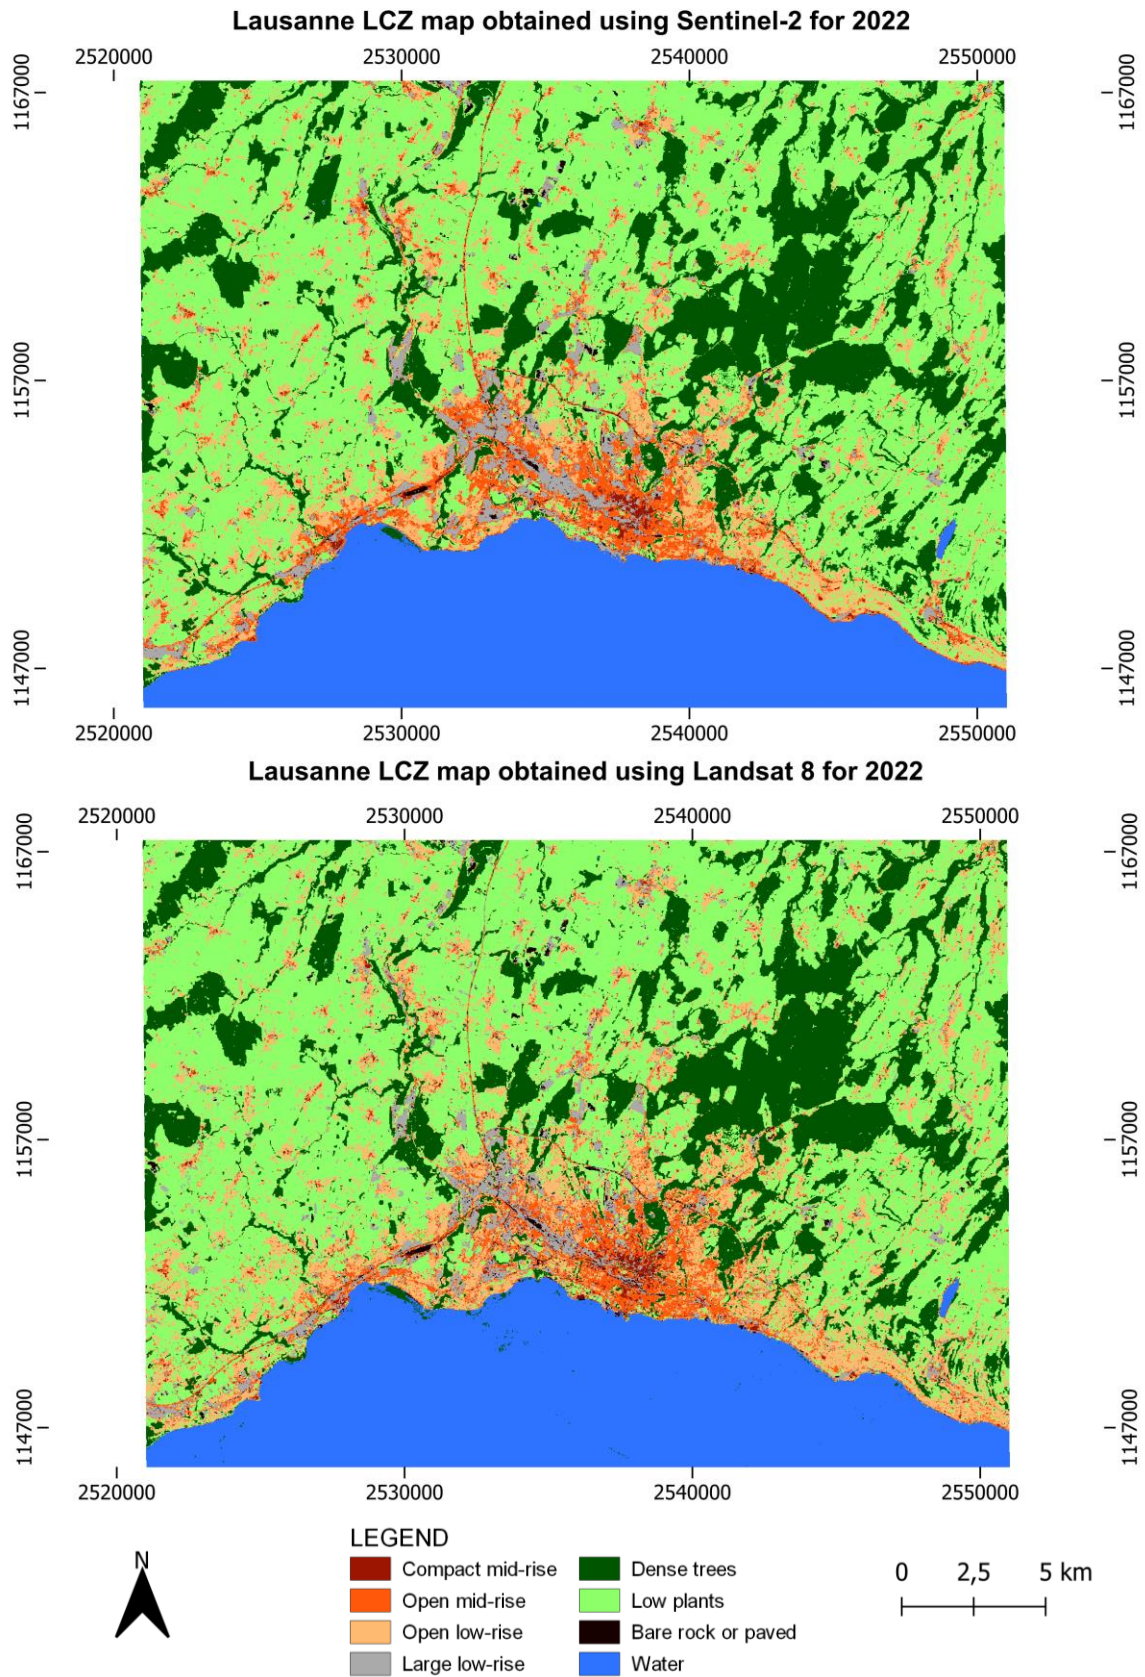 Lausanne LCZ map obtained using Sentinel-2 for 2022
2520000 2530000 2540000 2550000
1167000 1167000
1157000 1157000
1147000 1147000
2520000 2530000 2540000 2550000
Lausanne LCZ map obtained using Landsat 8 for 2022
2520000 2530000 2540000 2550000
1167000 1167000
1157000 1157000
1147000 1147000
2520000 2530000 2540000 2550000
N
LEGEND
Compact mid-rise
Open mid-rise
Open low-rise
Large low-rise
Dense trees
Low plants
Bare rock or paved
Water
0 2,5 5 km